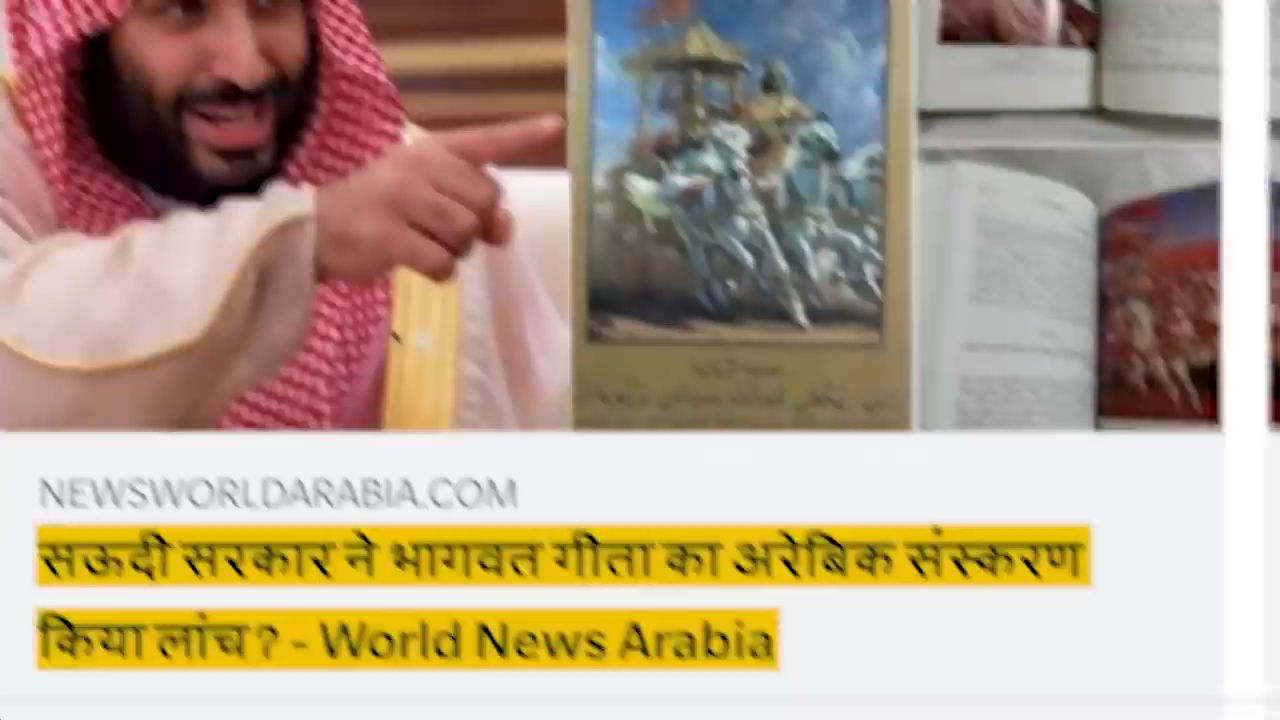 NEWSWORLDARABIA.COM
सऊदी सरकार ने भागवत गीता का अरेबिक संस्करण
किया लांच ? - World News Arabia